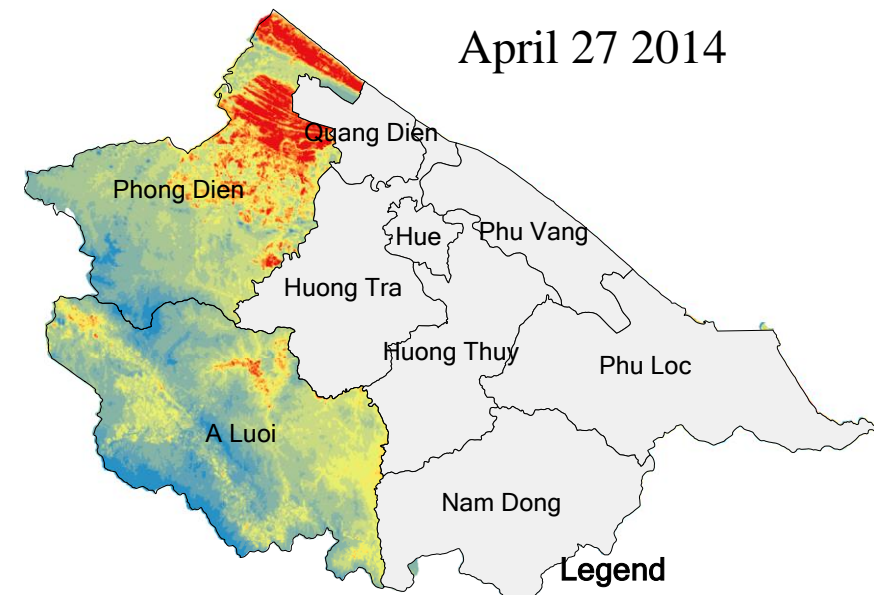 April 27 2014
Quang Dien
Phong Dien
Hue
Phu Vang
Huong Tra
Huong Thuy
Phu Loc
A Luoi
Nam Dong
Legend